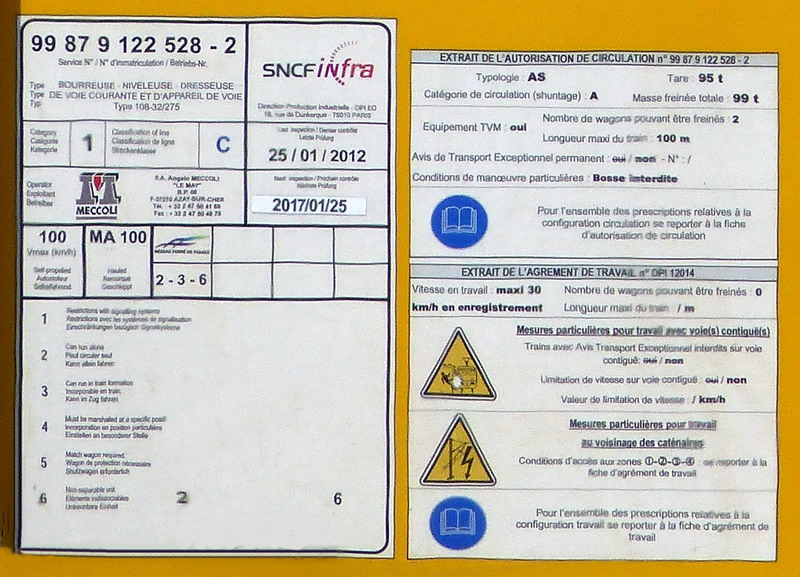 99 87 9 122 528 - 2
Service N° / N° d'immatriculation / Betriebs-Nr.
Type BOURREUSE - NIVELEUSE - DRESSEUSE
Type DE VOIE COURANTE ET D'APPAREIL DE VOIE
Typ Type 108-32/275
SNCF infra
Direction Production Industrielle - DPI EO
18, rue de Dunkerque - 75010 PARIS
Category
Catégorie
Kategorie
1
Classification of line
Classification de ligne
Streckenklasse
C
Last inspection / Dernier contrôle
Letzte Prüfung
25 / 01 / 2012
Operator
Exploitant
Betreiber
MECCOLI
S.A. Angelo MECCOLI
"LE MAY"
B.P. 08
F-37270 AZAY-SUR-CHER
Next inspection / Prochain contrôle
Nächste Prüfung
2017/01/25
100
Vmax (km/h)
Self-propelled
Automoteur
Selbstfahrend
MA 100
Hauled
Remorqué
Geschleppt
RESEAU FERRE DE FRANCE
2 - 3 - 6
1 Restrictions with signalling systems
Restrictions avec les systèmes de signalisation
Einschränkungen bezüglich Signalsysteme
2 Can run alone
Peut circuler seul
Kann allein fahren
3 Can run in train formation
Incorporable en train
Kann im Zug fahren
4 Must be marshalled at a specific position
Incorporation en position particulière
Einstellen an besonderer Stelle
5 Match wagon required
Wagon de protection nécessaire
Shutzwagen erforderlich
6 Non-separable unit
Eléments indissociables
Untrennbare Einheit
2 6
EXTRAIT DE L'AUTORISATION DE CIRCULATION n° 99 87 9 122 528 - 2
Typologie : AS Tare : 95 t
Catégorie de circulation (shuntage) : A Masse freinée totale : 99 t
Equipement TVM : oui
Nombre de wagons pouvant être freinés : 2
Longueur maxi du train : 100 m
Avis de Transport Exceptionnel permanent : oui / non - N° : /
Conditions de manœuvre particulières : Bosse interdite
Pour l'ensemble des prescriptions relatives à la
configuration circulation se reporter à la fiche
d'autorisation de circulation
EXTRAIT DE L'AGREMENT DE TRAVAIL n° DPI 12014
Vitesse en travail : maxi 30 Nombre de wagons pouvant être freinés : 0
km/h en enregistrement Longueur maxi du train : / m
Mesures particulières pour travail avec voie(s) contiguë(s)
Trains avec Avis Transport Exceptionnel interdits sur voie
contiguë: oui / non
Limitation de vitesse sur voie contiguë : oui / non
Valeur de limitation de vitesse : / km/h
Mesures particulières pour travail
au voisinage des caténaires
Conditions d'accès aux zones ①-②-③-④ : se reporter à la
fiche d'agrément de travail
Pour l'ensemble des prescriptions relatives à la
configuration travail se reporter à la fiche d'agrément de
travail